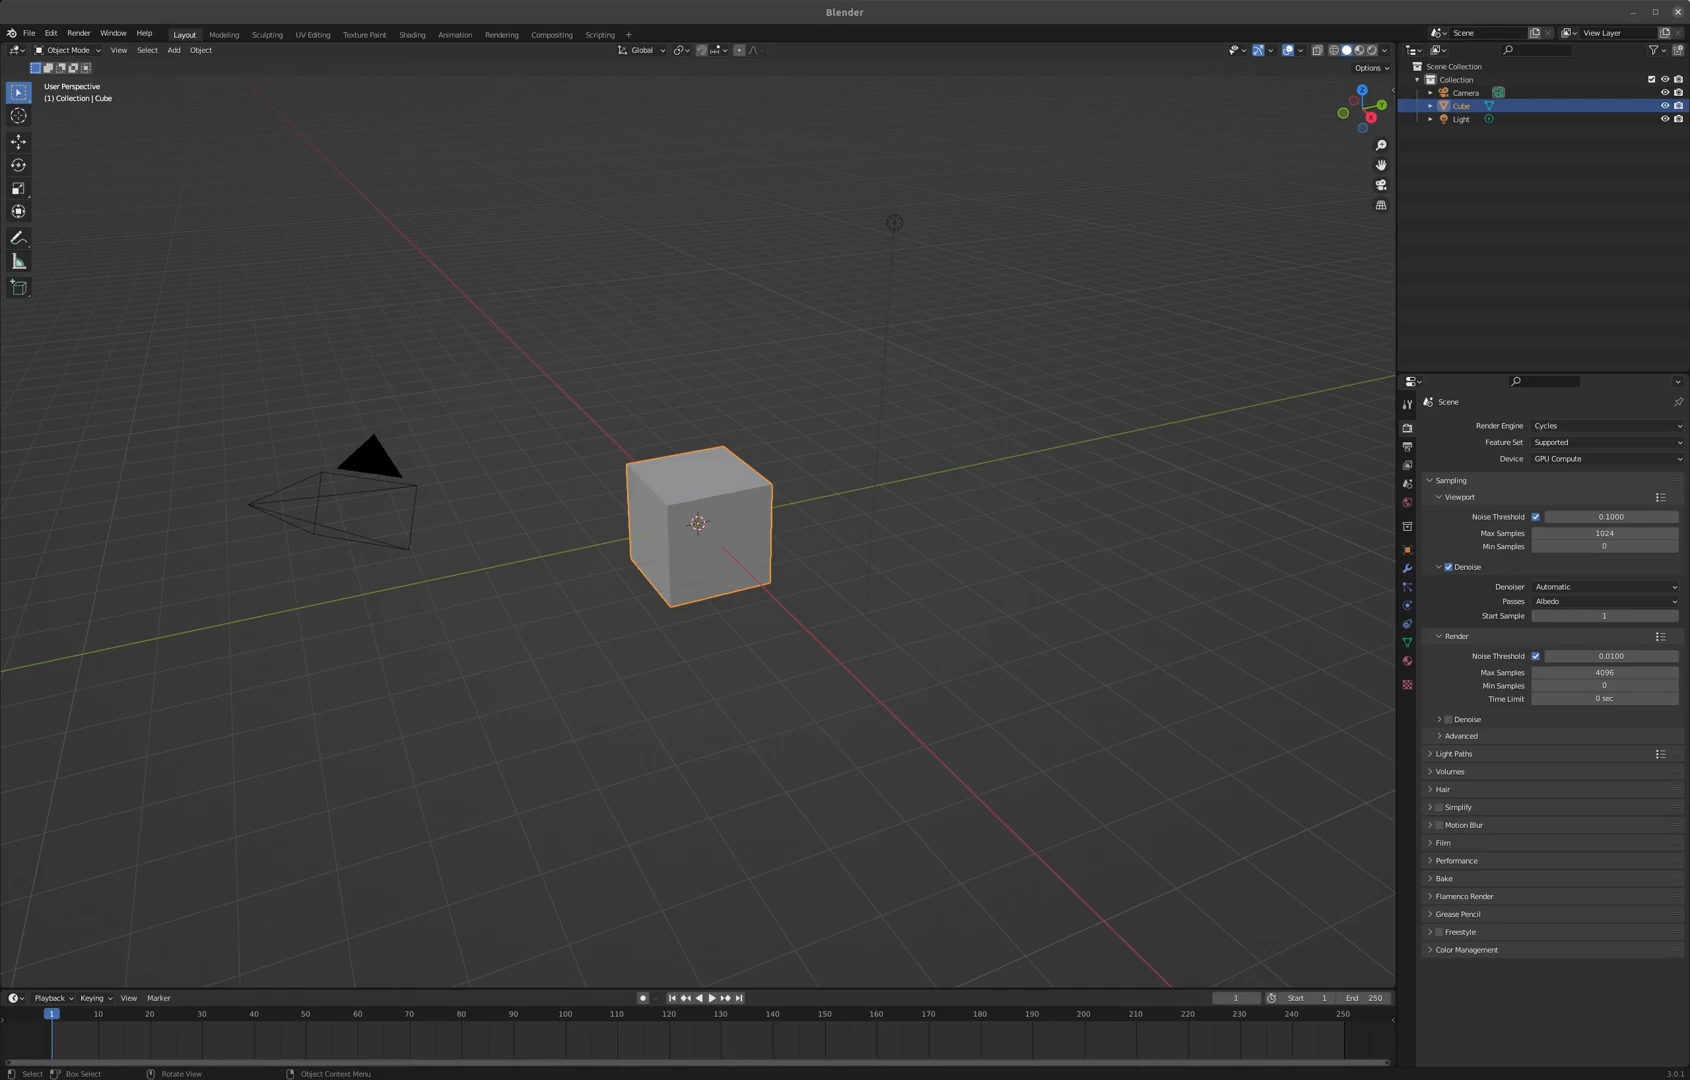 Blender
File Edit Render Window Help Layout Modeling Sculpting UV Editing Texture Paint Shading Animation Rendering Compositing Scripting +
Scene
View Layer
Object Mode View Select Add Object
Global
Options
User Perspective
(1) Collection | Cube
Z
Y
X
Scene Collection
Collection
Camera
Cube
Light
Scene
Render Engine Cycles
Feature Set Supported
Device GPU Compute
Sampling
Viewport
Noise Threshold 0.1000
Max Samples 1024
Min Samples 0
Denoise
Denoiser Automatic
Passes Albedo
Start Sample 1
Render
Noise Threshold 0.0100
Max Samples 4096
Min Samples 0
Time Limit 0 sec
Denoise
Advanced
Light Paths
Volumes
Hair
Simplify
Motion Blur
Film
Performance
Bake
Flamenco Render
Grease Pencil
Freestyle
Color Management
Playback Keying View Marker
1 Start 1 End 250
1 10 20 30 40 50 60 70 80 90 100 110 120 130 140 150 160 170 180 190 200 210 220 230 240 250
Select Box Select Rotate View Object Context Menu
3.0.1